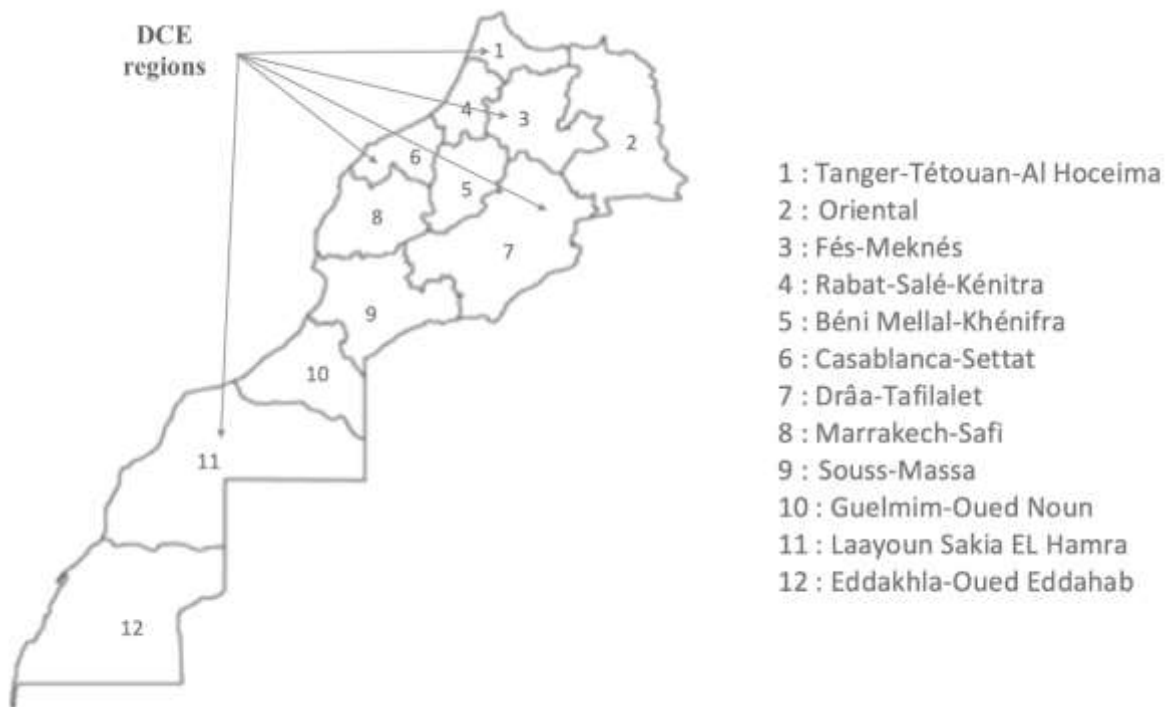 DCE
regions
1
2
3
4
5
6
7
8
9
10
11
12
1 : Tanger-Tétouan-Al Hoceima
2 : Oriental
3 : Fés-Meknés
4 : Rabat-Salé-Kénitra
5 : Béni Mellal-Khénifra
6 : Casablanca-Settat
7 : Drâa-Tafilalet
8 : Marrakech-Safi
9 : Souss-Massa
10 : Guelmim-Oued Noun
11 : Laayoun Sakia EL Hamra
12 : Eddakhla-Oued Eddahab